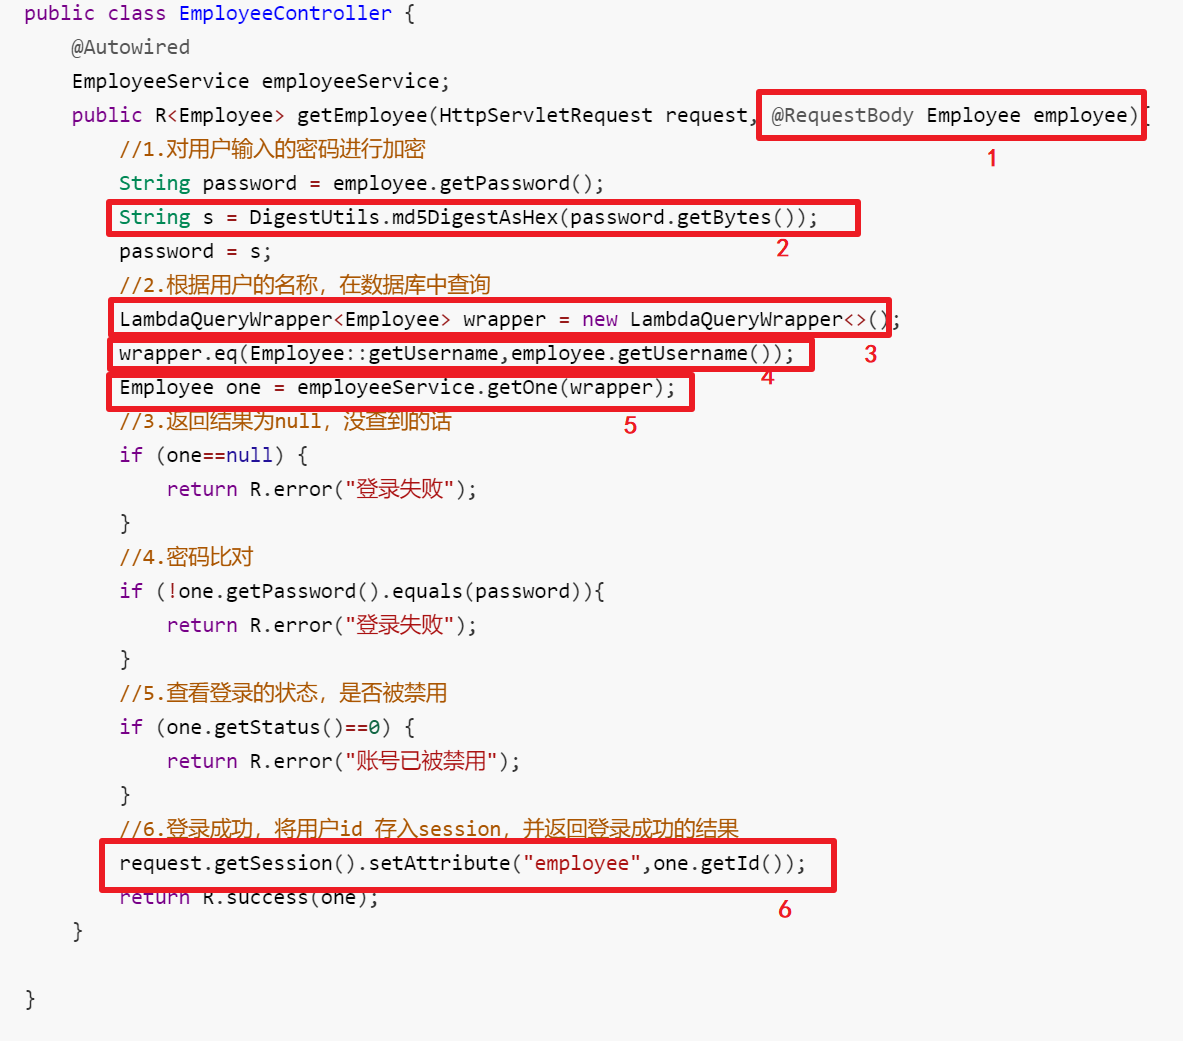 public class EmployeeController {
@Autowired
EmployeeService employeeService;
public R<Employee> getEmployee(HttpServletRequest request, @RequestBody Employee employee){
1
//1.对用户输入的密码进行加密
String password = employee.getPassword();
String s = DigestUtils.md5DigestAsHex(password.getBytes());
2
password = s;
//2.根据用户的名称，在数据库中查询
LambdaQueryWrapper<Employee> wrapper = new LambdaQueryWrapper<>();
3
wrapper.eq(Employee::getUsername,employee.getUsername());
4
Employee one = employeeService.getOne(wrapper);
5
//3.返回结果为null，没查到的话
if (one==null) {
return R.error("登录失败");
}
//4.密码比对
if (!one.getPassword().equals(password)){
return R.error("登录失败");
}
//5.查看登录的状态，是否被禁用
if (one.getStatus()==0) {
return R.error("账号已被禁用");
}
//6.登录成功，将用户id 存入session，并返回登录成功的结果
request.getSession().setAttribute("employee",one.getId());
return R.success(one);
6
}
}